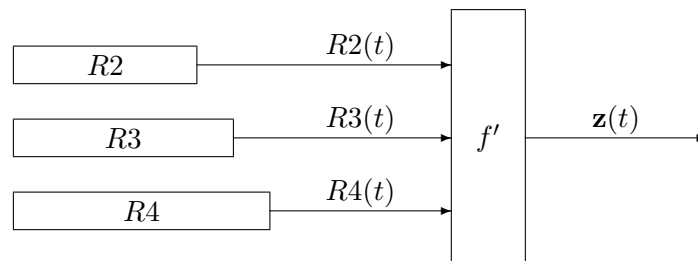 R2(t)
R2
R3(t)
z(t)
R3
f′
R4(t)
R4